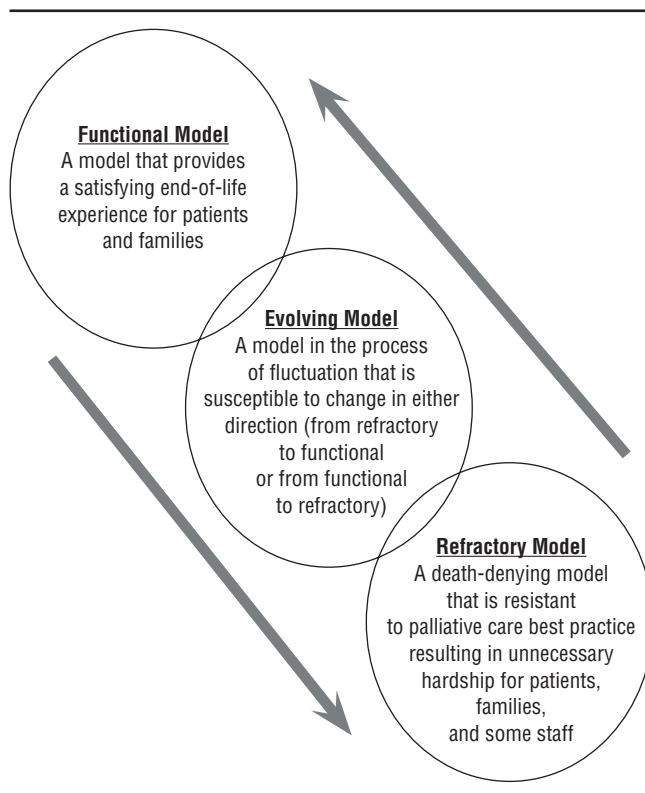 Functional Model
A model that provides
a satisfying end-of-life
experience for patients
and families
Evolving Model
A model in the process
of fluctuation that is
susceptible to change in either
direction (from refractory
to functional
or from functional
to refractory)
Refractory Model
A death-denying model
that is resistant
to palliative care best practice
resulting in unnecessary
hardship for patients,
families,
and some staff